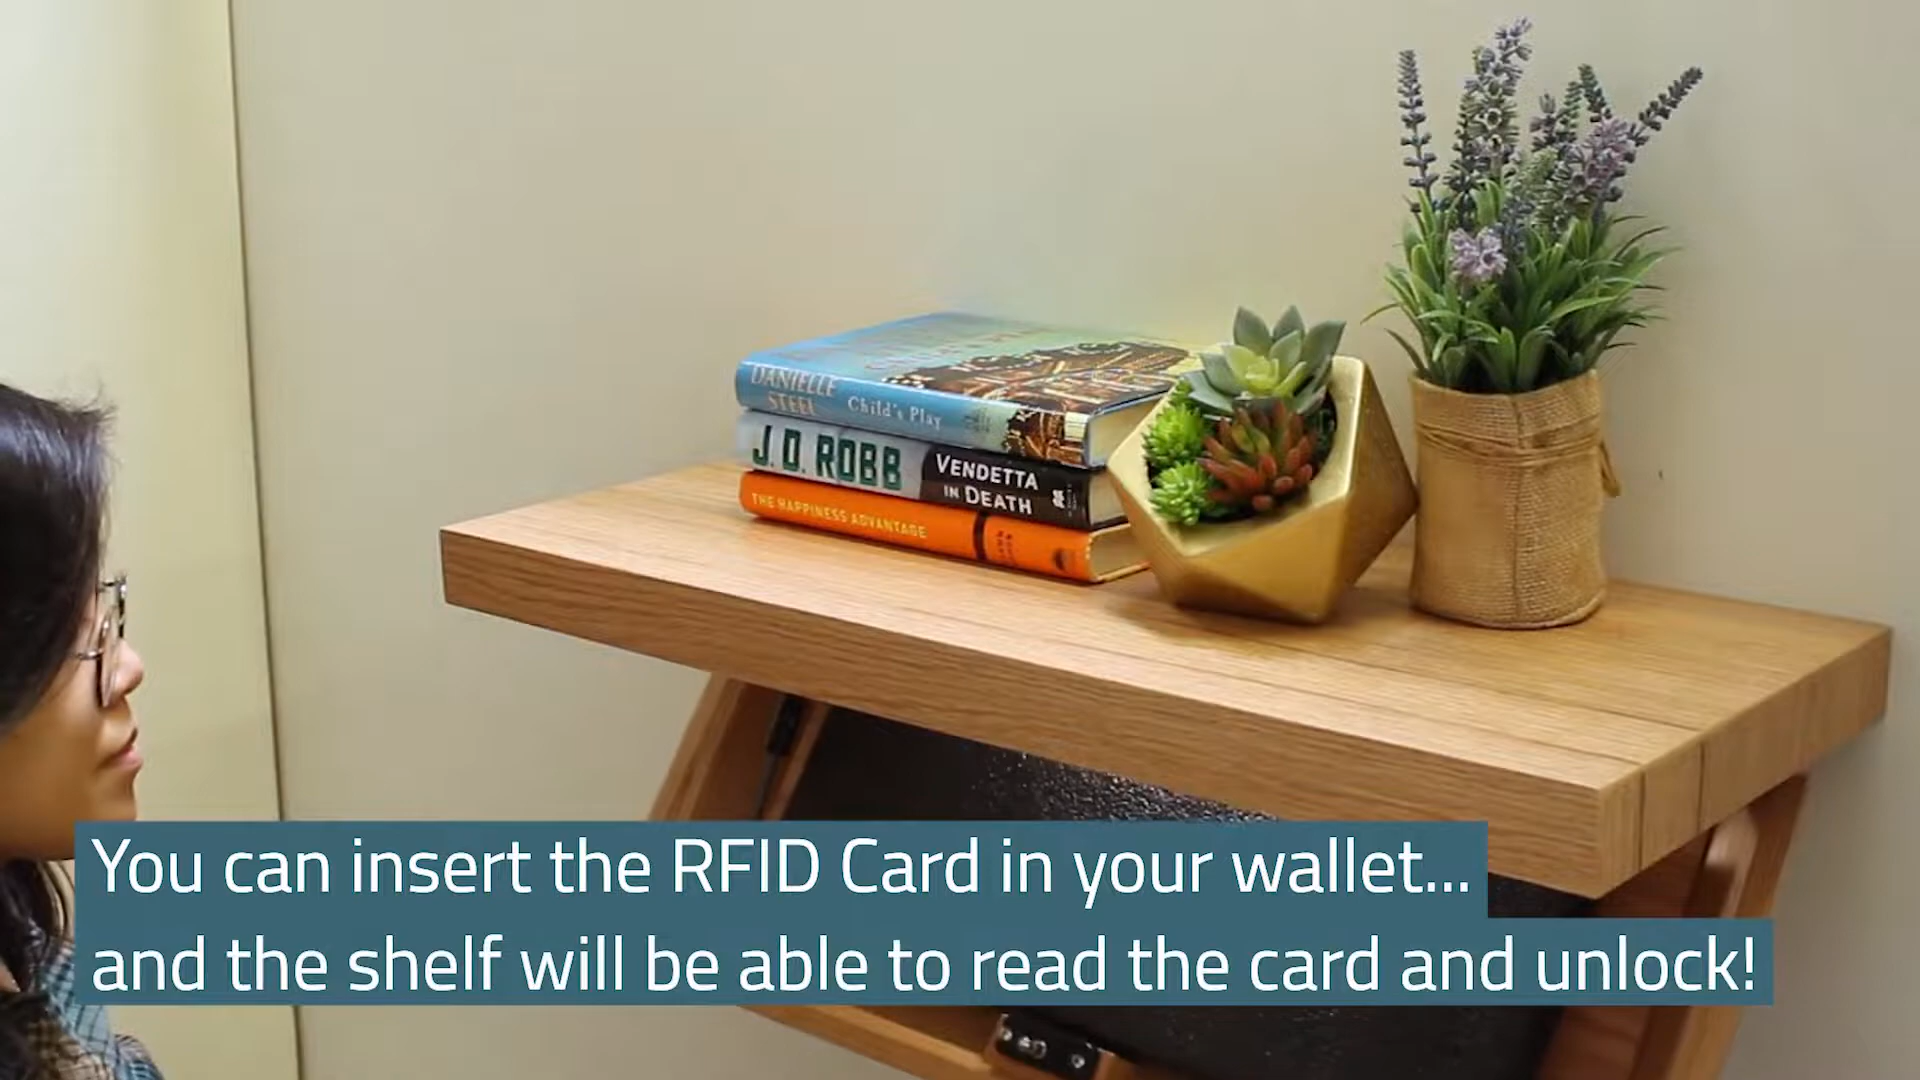 DANIELLE
STEEL
Child's Play
J.D. ROBB
VENDETTA
IN DEATH
THE HAPPINESS ADVANTAGE
You can insert the RFID Card in your wallet...
and the shelf will be able to read the card and unlock!